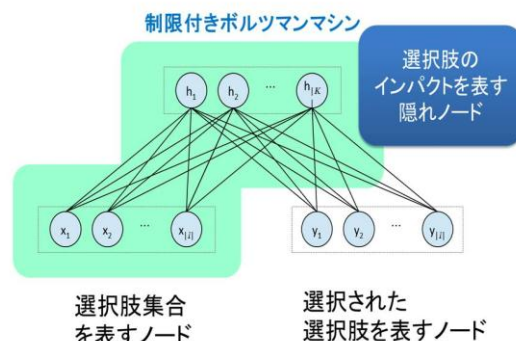 制限付きボルツマンマシン
選択肢の
インパクトを表す
隠れノード
h1 h2 ... h|K
x1 x2 ... x|I| y1 y2 ... y|I|
選択肢集合
を表すノード
選択された
選択肢を表すノード